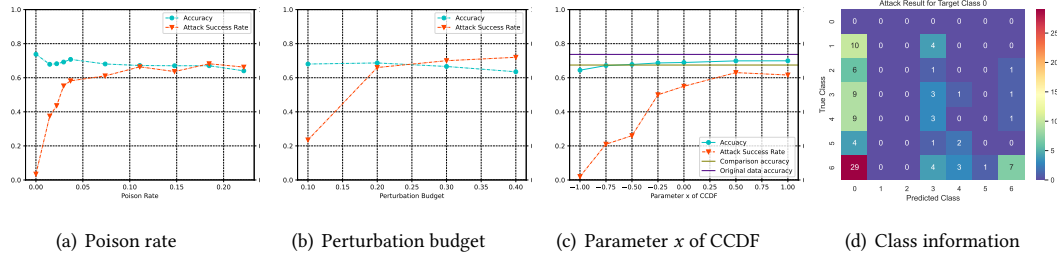 Accuracy
Attack Success Rate
1.0
0.8
0.6
0.4
0.2
0.0
0.00 0.05 0.10 0.15 0.20
Poison Rate
(a) Poison rate
Accuracy
Attack Success Rate
1.0
0.8
0.6
0.4
0.2
0.0
0.10 0.15 0.20 0.25 0.30 0.35 0.40
Perturbation Budget
(b) Perturbation budget
1.0
0.8
0.6
0.4
0.2
0.0
Accuacy
Attack Success Rate
Comparison accuracy
Original data accuracy
−1.00 −0.75 −0.50 −0.25 0.00 0.25 0.50 0.75 1.00
Parameter x of CCDF
(c) Parameter x of CCDF
Attack Result for Target Class 0
True Class
0 0 0 0 0 0 0 0
1 10 0 0 4 0 0 0
2 6 0 0 1 0 0 1
3 9 0 0 3 1 0 1
4 9 0 0 3 0 0 1
5 4 0 0 1 2 0 0
6 29 0 0 4 3 1 7
0 1 2 3 4 5 6
Predicted Class
25
20
15
10
5
0
(d) Class information